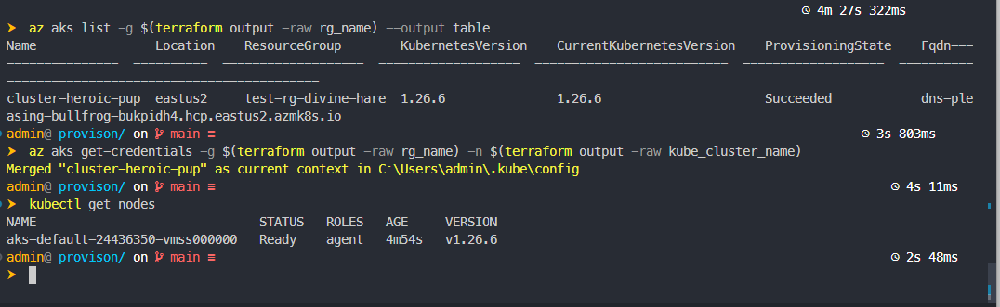 4m 27s 322ms
➤ az aks list -g $(terraform output -raw rg_name) --output table
Name                Location    ResourceGroup         KubernetesVersion    CurrentKubernetesVersion    ProvisioningState    Fqdn---
---------------  ----------  -------------------  -------------------  --------------------------  -------------------  ----------
------------------------------------------
cluster-heroic-pup  eastus2     test-rg-divine-hare  1.26.6               1.26.6                      Succeeded            dns-ple
asing-bullfrog-bukpidh4.hcp.eastus2.azmk8s.io
admin@ provison/ on main ≡ 3s 803ms
➤ az aks get-credentials -g $(terraform output -raw rg_name) -n $(terraform output -raw kube_cluster_name)
Merged "cluster-heroic-pup" as current context in C:\Users\admin\.kube\config
admin@ provison/ on main ≡ 4s 11ms
➤ kubectl get nodes
NAME                              STATUS   ROLES   AGE     VERSION
aks-default-24436350-vmss000000   Ready    agent   4m54s   v1.26.6
admin@ provison/ on main ≡ 2s 48ms
➤